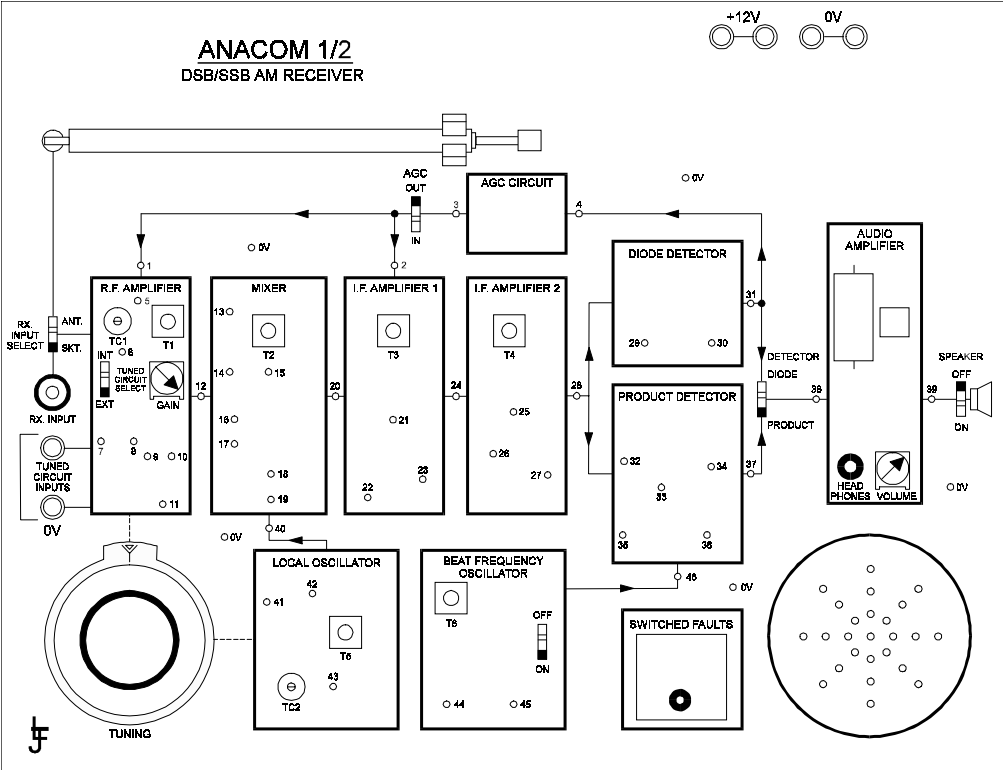 +12V
0V
ANACOM 1/2
DSB/SSB AM RECEIVER
AGC
OUT
IN
3
AGC CIRCUIT
4
0V
0V
1
2
AUDIO
AMPLIFIER
DIODE DETECTOR
31
29
30
R.F. AMPLIFIER
5
TC1
T1
6
INT
TUNED
CIRCUIT
SELECT
EXT
GAIN
7
8
9
10
11
RX.
INPUT
SELECT
ANT.
SKT.
RX. INPUT
TUNED
CIRCUIT
INPUTS
0V
12
MIXER
13
T2
14
15
16
17
18
19
20
I.F. AMPLIFIER 1
T3
21
22
23
24
I.F. AMPLIFIER 2
T4
25
26
27
28
DETECTOR
DIODE
PRODUCT
PRODUCT DETECTOR
32
33
34
35
36
37
38
39
SPEAKER
OFF
ON
HEAD
PHONES
VOLUME
0V
40
0V
LOCAL OSCILLATOR
41
42
T5
43
TC2
BEAT FREQUENCY
OSCILLATOR
T6
OFF
ON
44
45
46
0V
SWITCHED FAULTS
TUNING